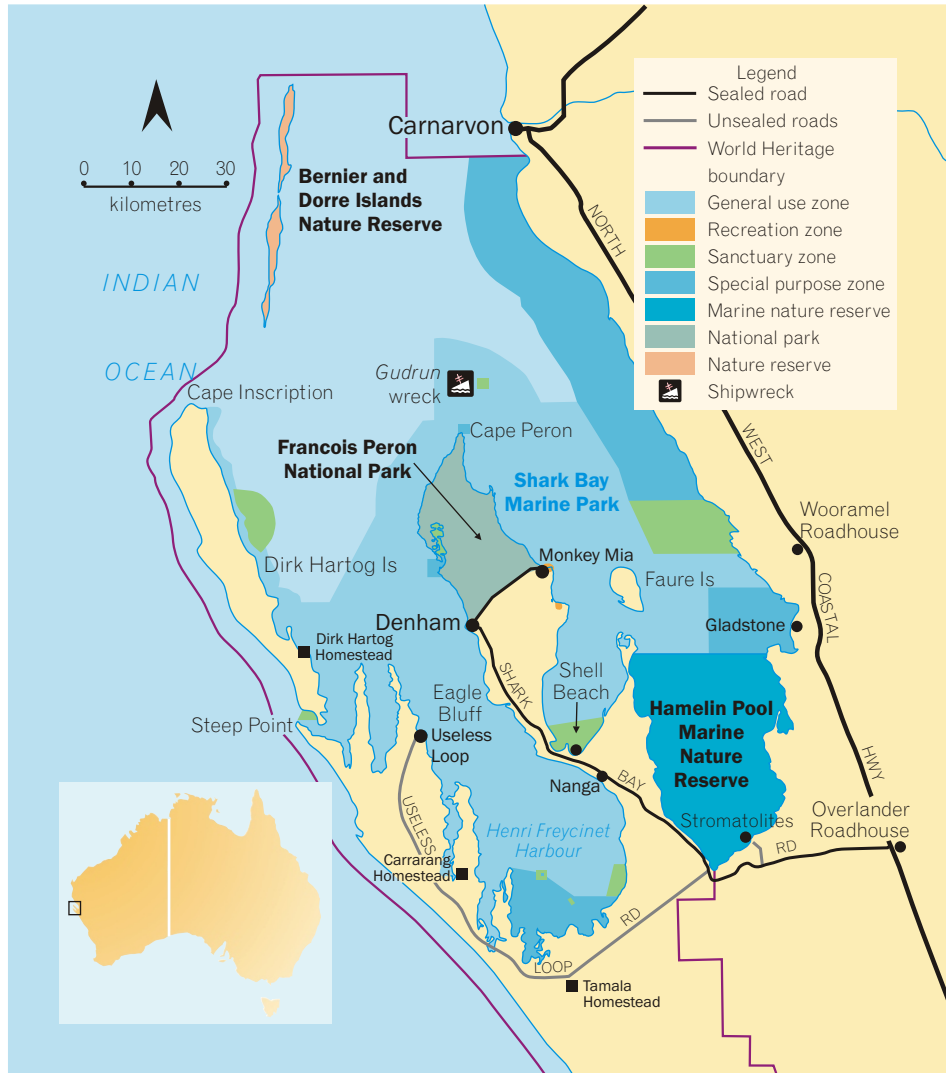 Carnarvon
0 10 20 30
kilometres
Bernier and
Dorre Islands
Nature Reserve
Legend
Sealed road
Unsealed roads
World Heritage
boundary
General use zone
Recreation zone
Sanctuary zone
Special purpose zone
Marine nature reserve
National park
Nature reserve
Shipwreck
INDIAN
OCEAN
NORTH
WEST
COASTAL
HWY
Gudrun
wreck
Cape Inscription
Cape Peron
Francois Peron
National Park
Shark Bay
Marine Park
Wooramel
Roadhouse
Monkey Mia
Dirk Hartog Is
Faure Is
Denham
Gladstone
Dirk Hartog
Homestead
SHARK
BAY
RD
Shell
Beach
Eagle
Bluff
Steep Point
Useless
Loop
Hamelin Pool
Marine
Nature
Reserve
Nanga
Stromatolites
Overlander
Roadhouse
Henri Freycinet
Harbour
USELESS
LOOP
RD
Carrarang
Homestead
Tamala
Homestead